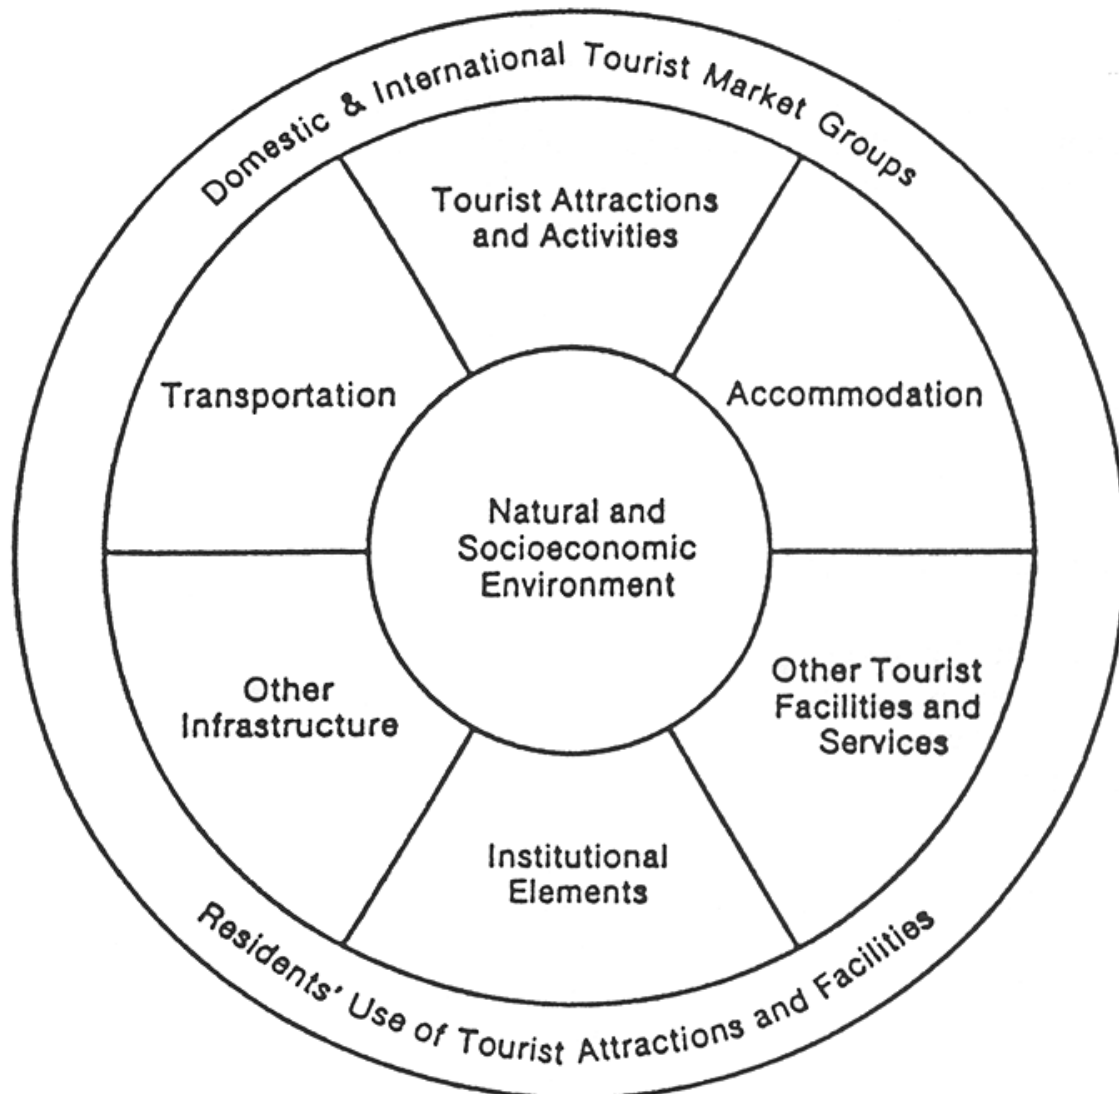 Domestic & International Tourist Market Groups
Tourist Attractions
and Activities
Transportation
Accommodation
Natural and
Socioeconomic
Environment
Other
Infrastructure
Other Tourist
Facilities and
Services
Institutional
Elements
Residents' Use of Tourist Attractions and Facilities